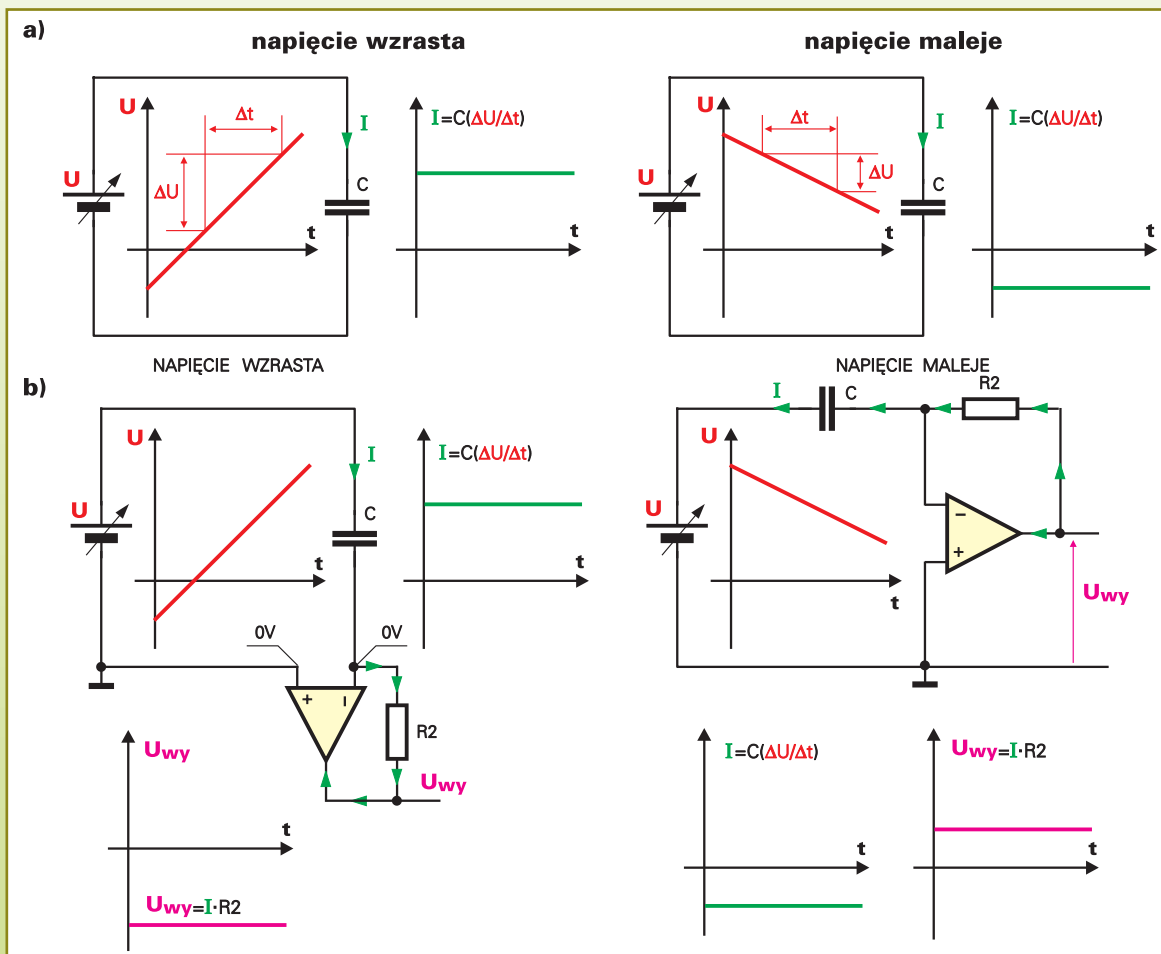 a)
napięcie wzrasta
napięcie maleje
U
Δt
I
I=C(ΔU/Δt)
ΔU
U
C
t
t
U
Δt
I
I=C(ΔU/Δt)
ΔU
U
C
t
t
NAPIĘCIE WZRASTA
NAPIĘCIE MALEJE
b)
U
I
I=C(ΔU/Δt)
U
C
t
t
0V
0V
+
−
R2
Uwy
Uwy
t
Uwy=I·R2
I
C
R2
U
U
−
+
t
Uwy
I=C(ΔU/Δt)
t
Uwy=I·R2
t